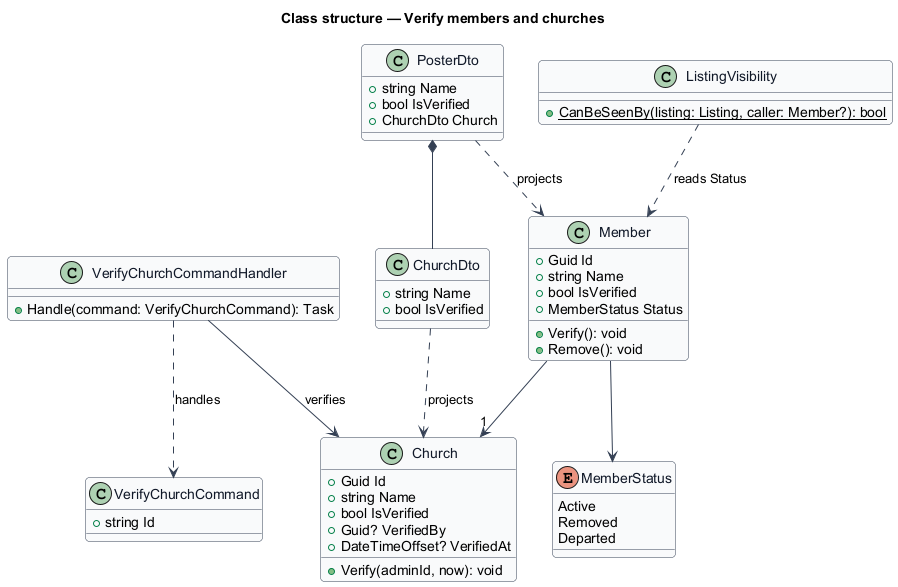 Class structure — Verify members and churches
C PosterDto
string Name
bool IsVerified
ChurchDto Church
C ListingVisibility
CanBeSeenBy(listing: Listing, caller: Member?): bool
projects
reads Status
C Member
Guid Id
string Name
bool IsVerified
MemberStatus Status
Verify(): void
Remove(): void
C VerifyChurchCommandHandler
Handle(command: VerifyChurchCommand): Task
C ChurchDto
string Name
bool IsVerified
handles
verifies
projects
1
C VerifyChurchCommand
string Id
C Church
Guid Id
string Name
bool IsVerified
Guid? VerifiedBy
DateTimeOffset? VerifiedAt
Verify(adminId, now): void
E MemberStatus
Active
Removed
Departed